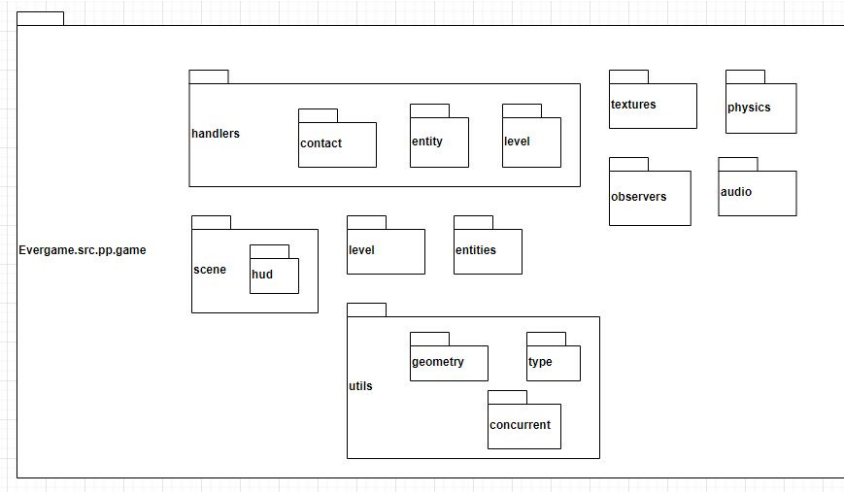 textures
physics
handlers
contact
entity
level
observers
audio
Evergame.src.pp.game
scene
hud
level
entities
utils
geometry
type
concurrent